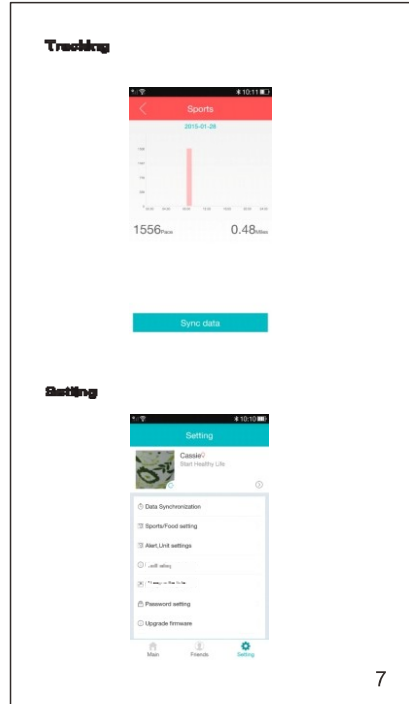 Tracking
10:11
Sports
2015-01-28
1556Pace 0.48Miles
Sync data
Setting
10:10
Setting
Cassie♀
Start Healthy Life
Data Synchronization
Sports/Food setting
Alert,Unit settings
Password setting
Upgrade firmware
Main Friends Setting
7